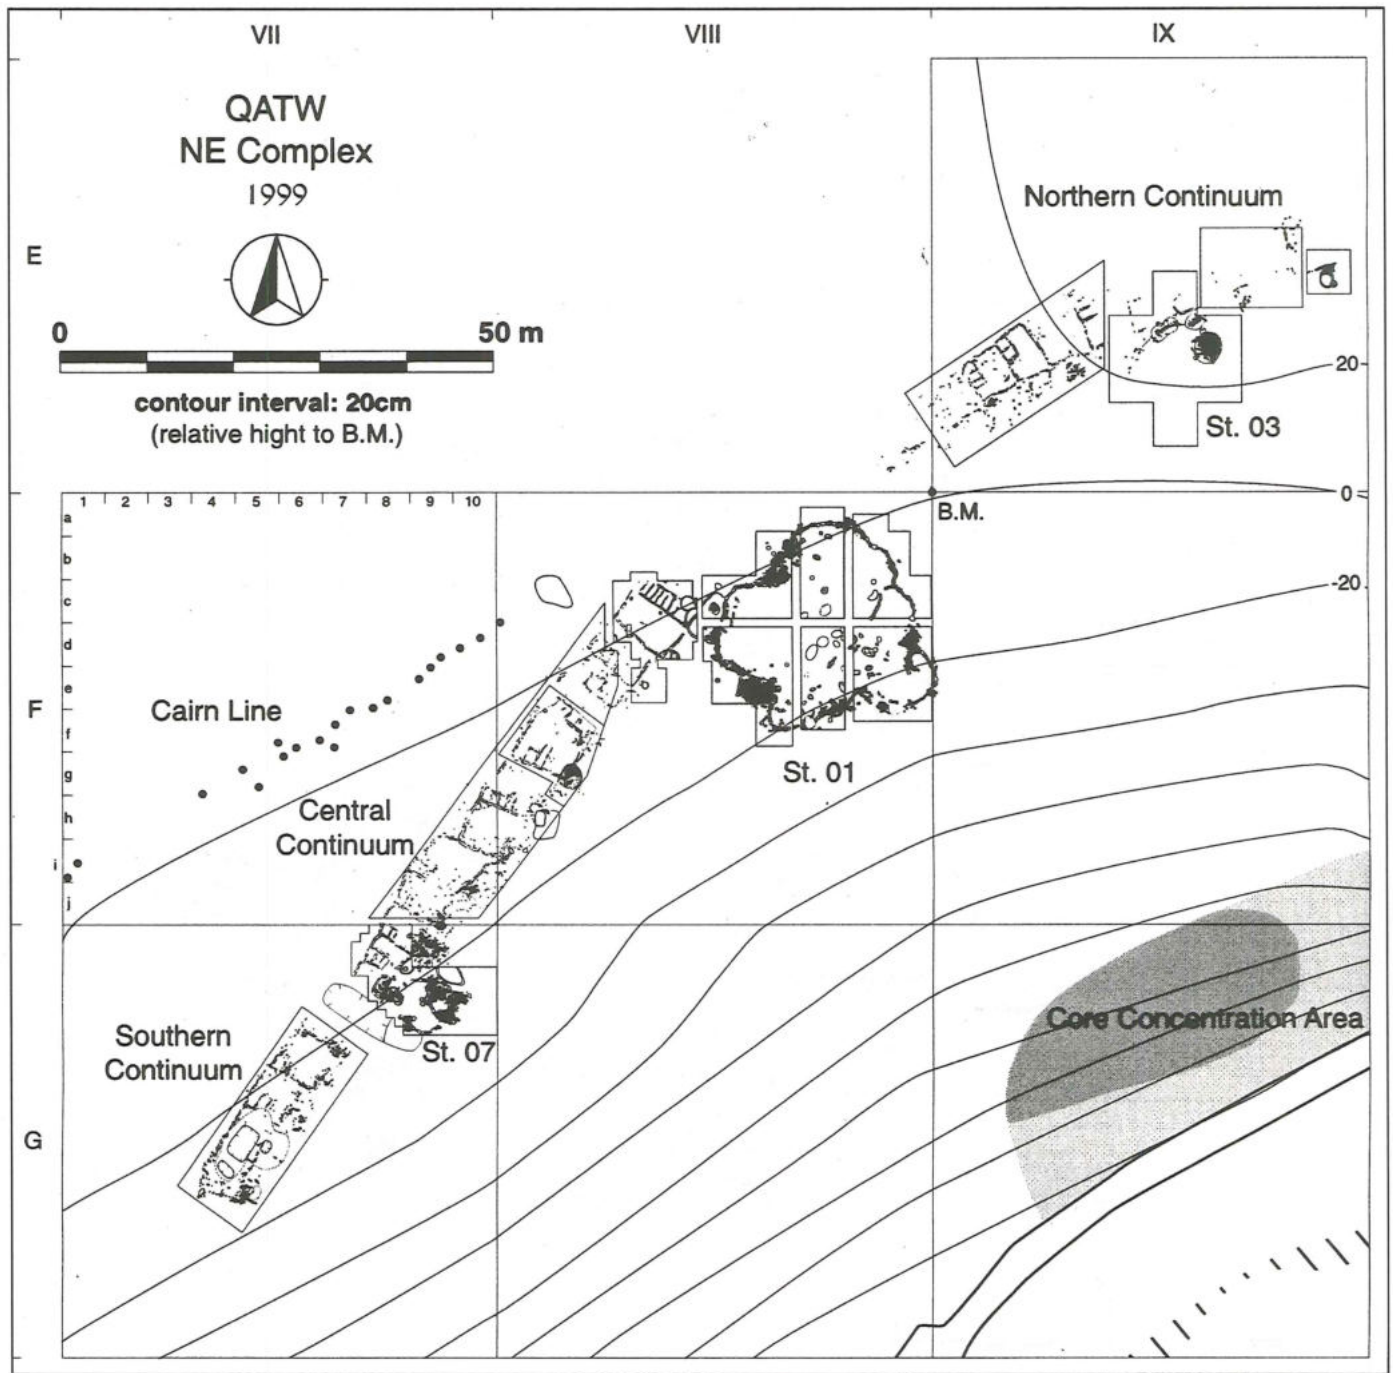 VII VIII IX
QATW
NE Complex
1999
Northern Continuum
E
0 50 m
contour interval: 20cm
(relative hight to B.M.)
20
St. 03
1 2 3 4 5 6 7 8 9 10
0
B.M.
a
b
c
d
e
f
g
h
i
j
-20
Cairn Line
F
St. 01
Central
Continuum
Core Concentration Area
Southern
Continuum
St. 07
G